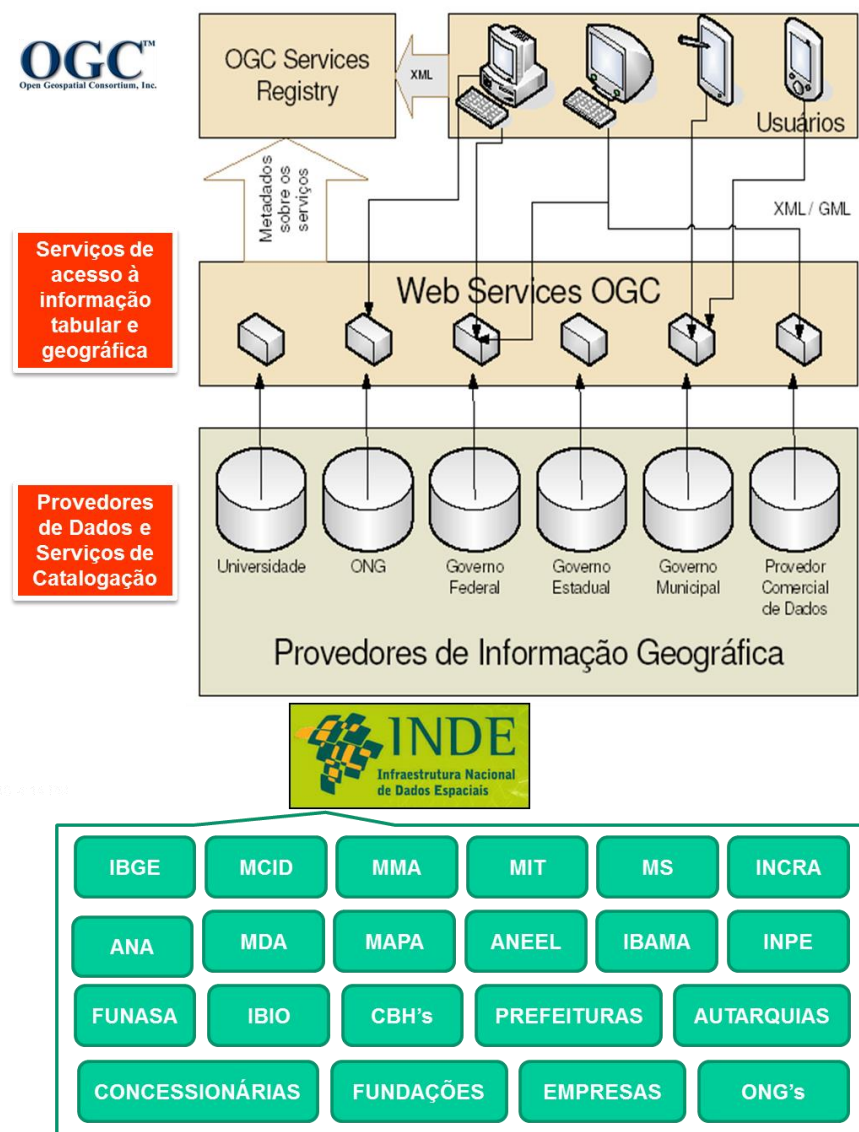 OGC™
Open Geospatial Consortium, Inc.
OGC Services
Registry
XML
Usuários
Metadados
sobre os
serviços
XML / GML
Serviços de
acesso à
informação
tabular e
geográfica
Web Services OGC
Provedores
de Dados e
Serviços de
Catalogação
Universidade
ONG
Governo
Federal
Governo
Estadual
Governo
Municipal
Provedor
Comercial
de Dados
Provedores de Informação Geográfica
INDE
Infraestrutura Nacional
de Dados Espaciais
IBGE
MCID
MMA
MIT
MS
INCRA
ANA
MDA
MAPA
ANEEL
IBAMA
INPE
FUNASA
IBIO
CBH's
PREFEITURAS
AUTARQUIAS
CONCESSIONÁRIAS
FUNDAÇÕES
EMPRESAS
ONG's